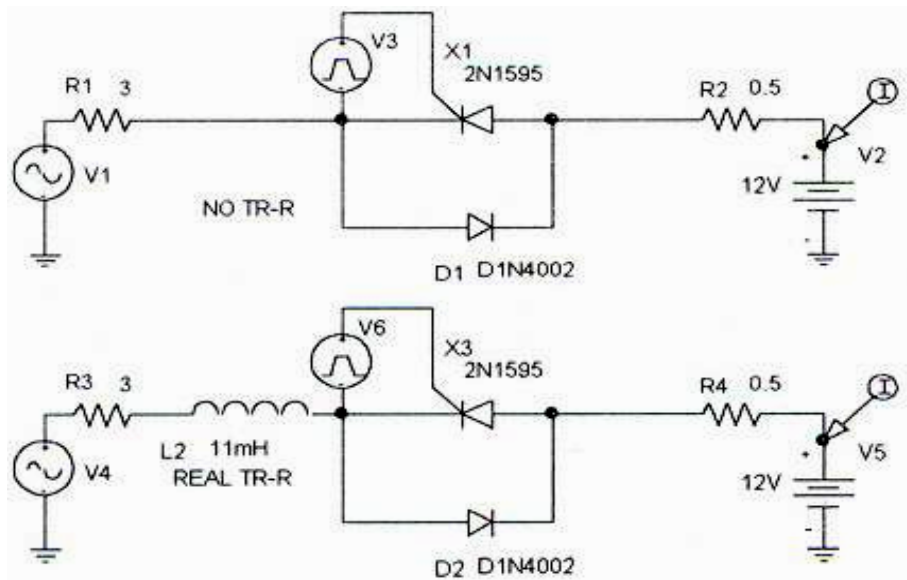 V3
X1
2N1595
R1 3
R2 0.5
I
V1
V2
12V
NO TR-R
D1 D1N4002
V6
X3
2N1595
R3 3
R4 0.5
I
L2 11mH
V4
V5
REAL TR-R
12V
D2 D1N4002